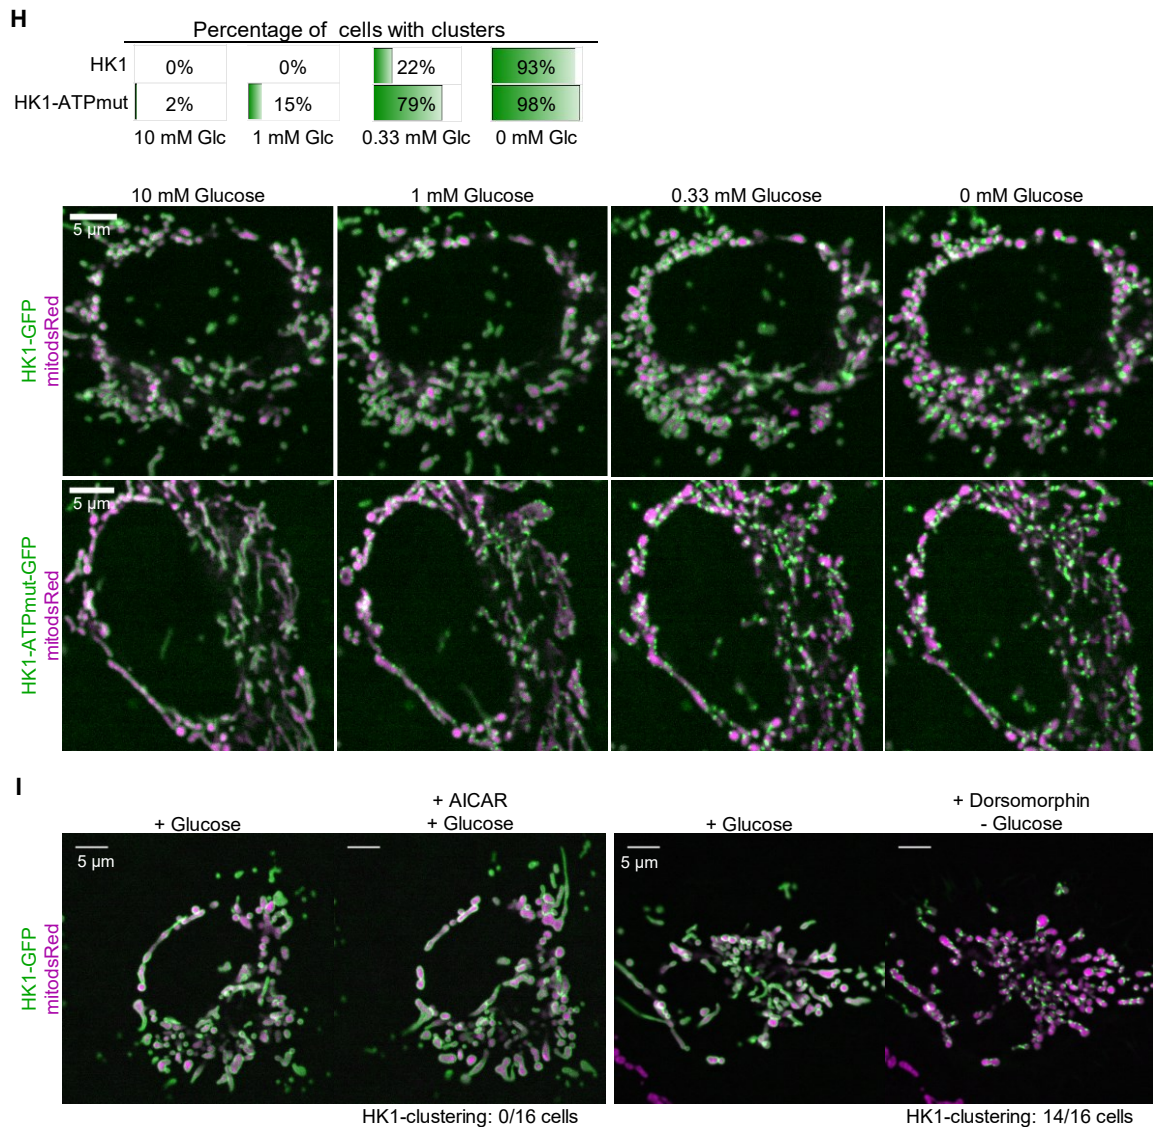 H
Percentage of cells with clusters
HK1 0% 0% 22% 93%
HK1-ATPmut 2% 15% 79% 98%
10 mM Glc 1 mM Glc 0.33 mM Glc 0 mM Glc
10 mM Glucose 1 mM Glucose 0.33 mM Glucose 0 mM Glucose
5 µm
HK1-GFP
mitodsRed
5 µm
HK1-ATPmut-GFP
mitodsRed
I
+ Glucose
+ AICAR
+ Glucose
+ Glucose
+ Dorsomorphin
- Glucose
5 µm
5 µm
HK1-GFP
mitodsRed
HK1-clustering: 0/16 cells
HK1-clustering: 14/16 cells